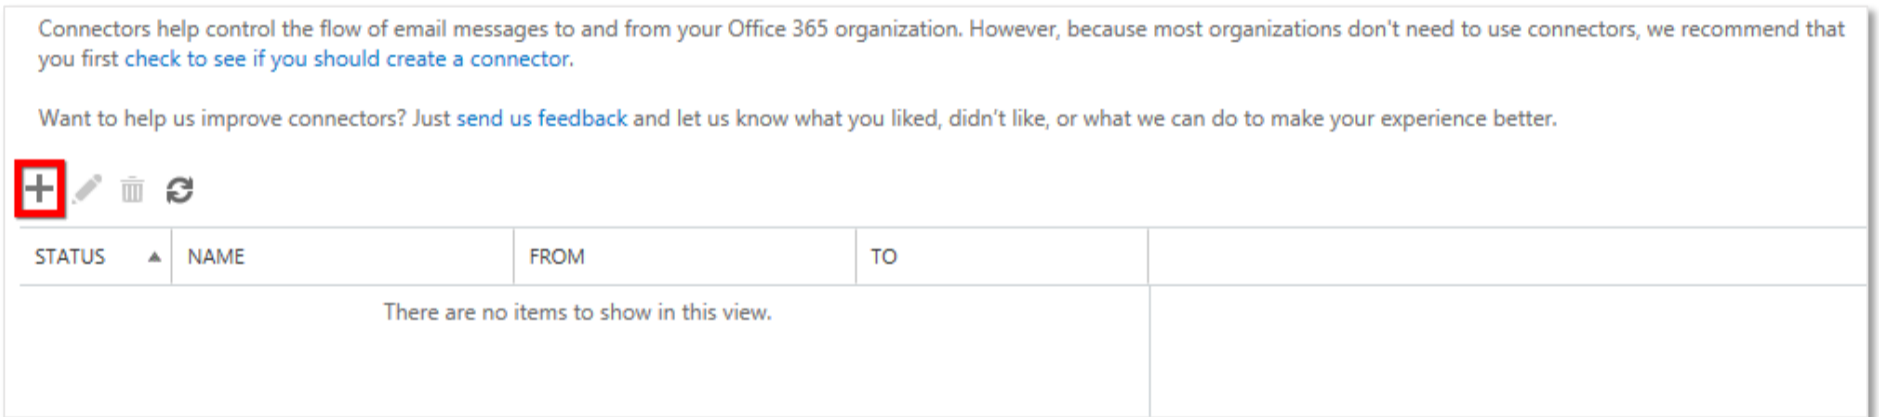 Connectors help control the flow of email messages to and from your Office 365 organization. However, because most organizations don't need to use connectors, we recommend that
you first check to see if you should create a connector.
Want to help us improve connectors? Just send us feedback and let us know what you liked, didn't like, or what we can do to make your experience better.
STATUS NAME FROM TO
There are no items to show in this view.